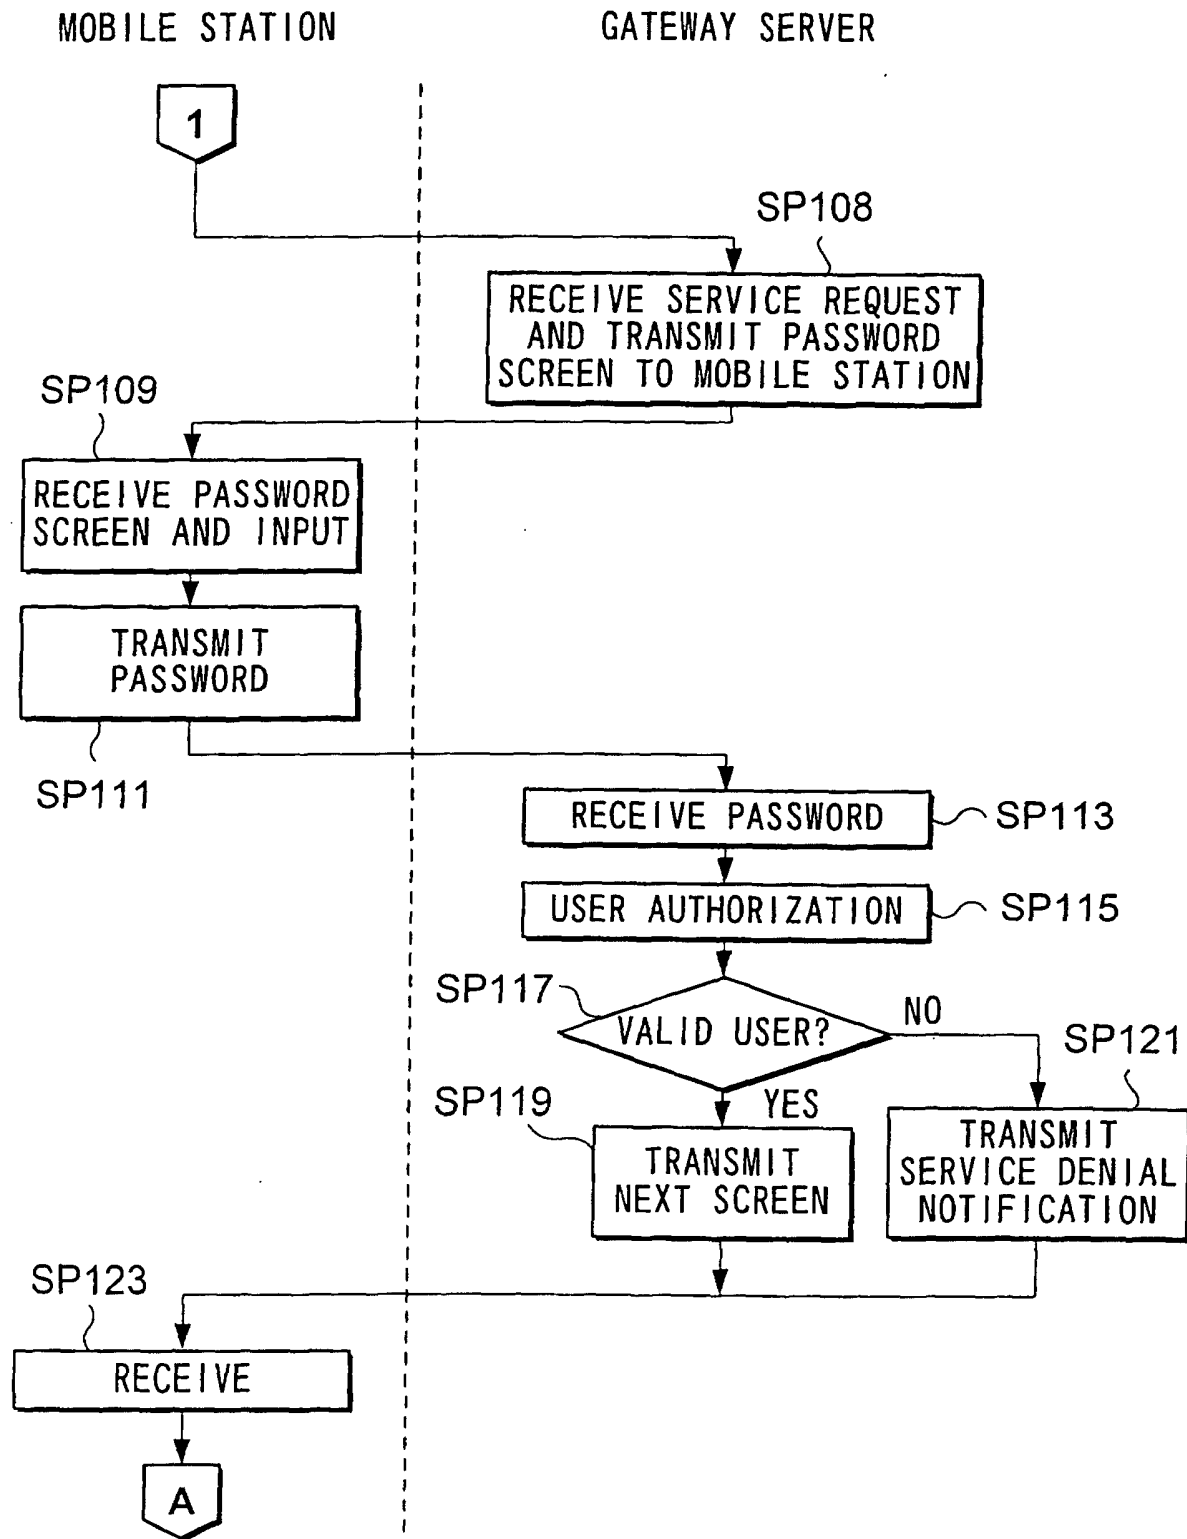 MOBILE STATION
GATEWAY SERVER
1
SP108
RECEIVE SERVICE REQUEST
AND TRANSMIT PASSWORD
SCREEN TO MOBILE STATION
SP109
RECEIVE PASSWORD
SCREEN AND INPUT
TRANSMIT
PASSWORD
SP111
RECEIVE PASSWORD
SP113
USER AUTHORIZATION
SP115
SP117
VALID USER?
NO
SP121
SP119
YES
TRANSMIT
NEXT SCREEN
TRANSMIT
SERVICE DENIAL
NOTIFICATION
SP123
RECEIVE
A